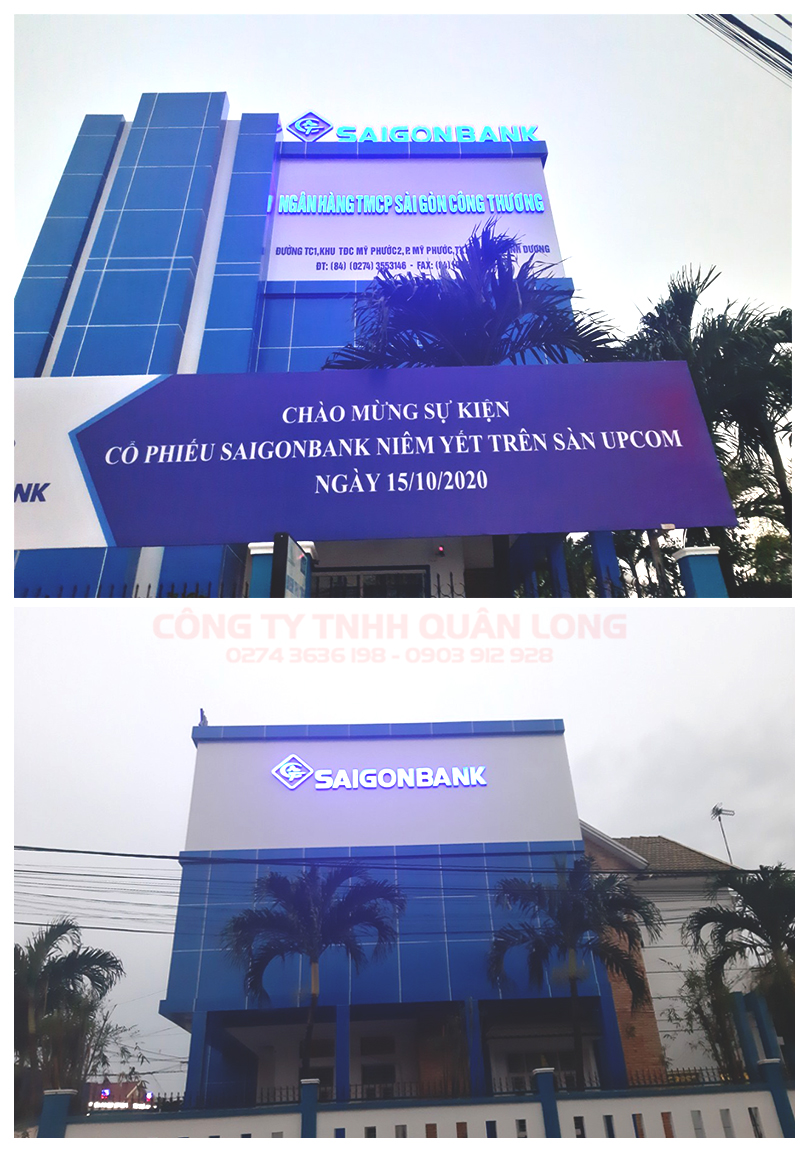 SAIGONBANK
NGÂN HÀNG TMCP SÀI GÒN CÔNG THƯƠNG
ĐƯỜNG TC1,KHU TĐC MỸ PHƯỚC2, P. MỸ PHƯỚC, DƯƠNG
ĐT: (84) (0274) 3553146 - FAX:
CHÀO MỪNG SỰ KIỆN
CỔ PHIẾU SAIGONBANK NIÊM YẾT TRÊN SÀN UPCOM
NGÀY 15/10/2020
NK
CÔNG TY TNHH QUÂN LONG
0274 3636 198 - 0903 912 928
SAIGONBANK